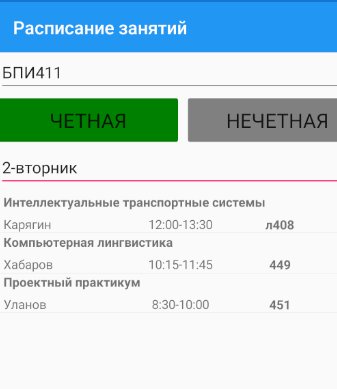 Расписание занятий
БПИ411
ЧЕТНАЯ НЕЧЕТНАЯ
2-вторник
Интеллектуальные транспортные системы
Карягин 12:00-13:30 л408
Компьютерная лингвистика
Хабаров 10:15-11:45 449
Проектный практикум
Уланов 8:30-10:00 451